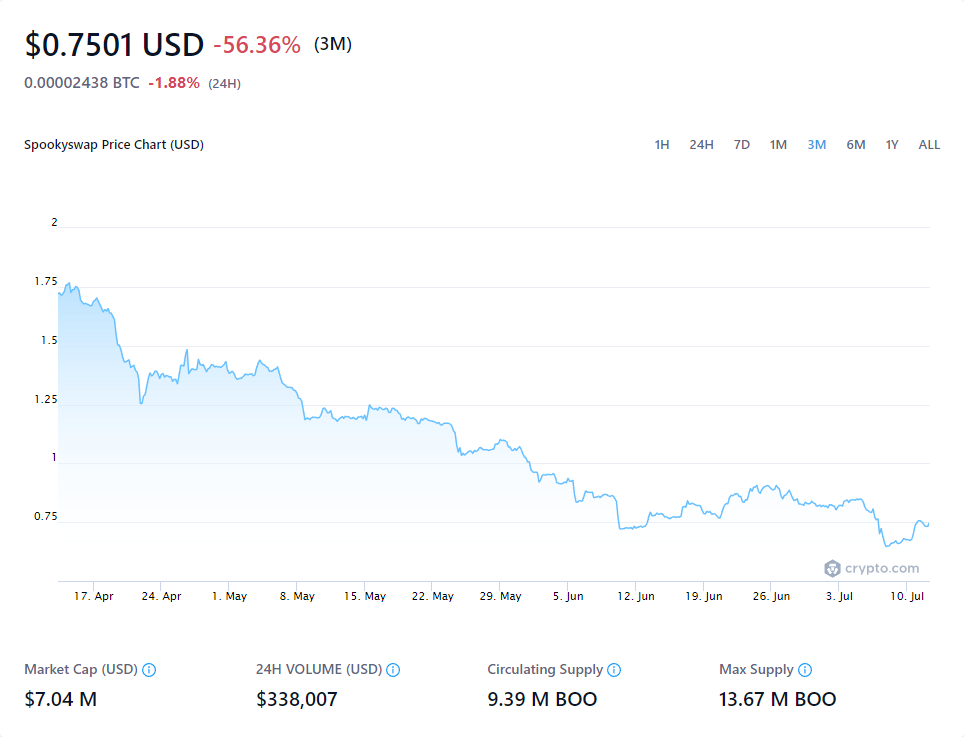 $0.7501 USD -56.36% (3M)
0.00002438 BTC -1.88% (24H)
Spookyswap Price Chart (USD) 1H 24H 7D 1M 3M 6M 1Y ALL
2
1.75
1.5
1.25
1
0.75
crypto.com
17. Apr 24. Apr 1. May 8. May 15. May 22. May 29. May 5. Jun 12. Jun 19. Jun 26. Jun 3. Jul 10. Jul
Market Cap (USD) 24H VOLUME (USD) Circulating Supply Max Supply
$7.04 M $338,007 9.39 M BOO 13.67 M BOO